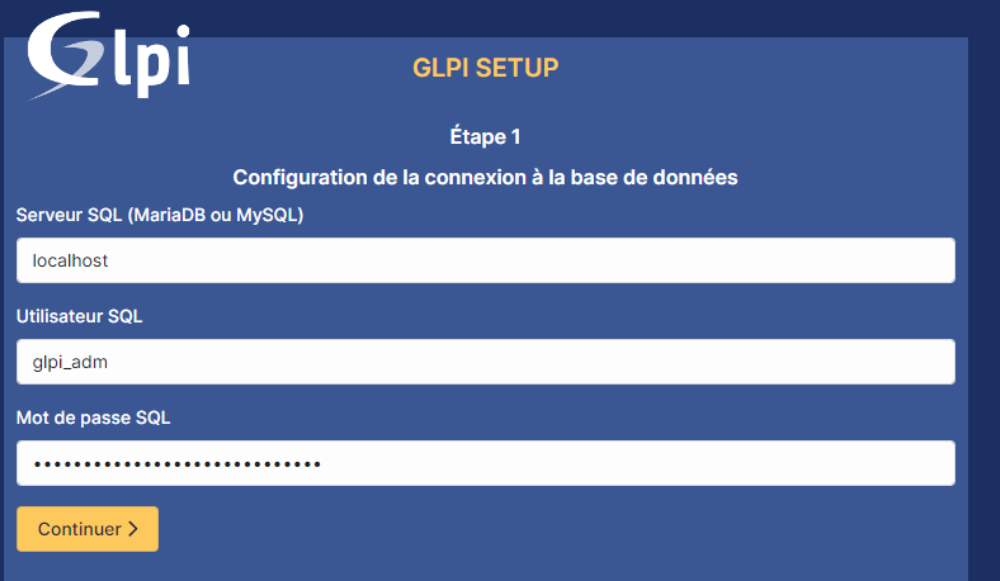 Glpi
GLPI SETUP
Étape 1
Configuration de la connexion à la base de données
Serveur SQL (MariaDB ou MySQL)
localhost
Utilisateur SQL
glpi_adm
Mot de passe SQL
•••••••••••••••••••••••••••••
Continuer >